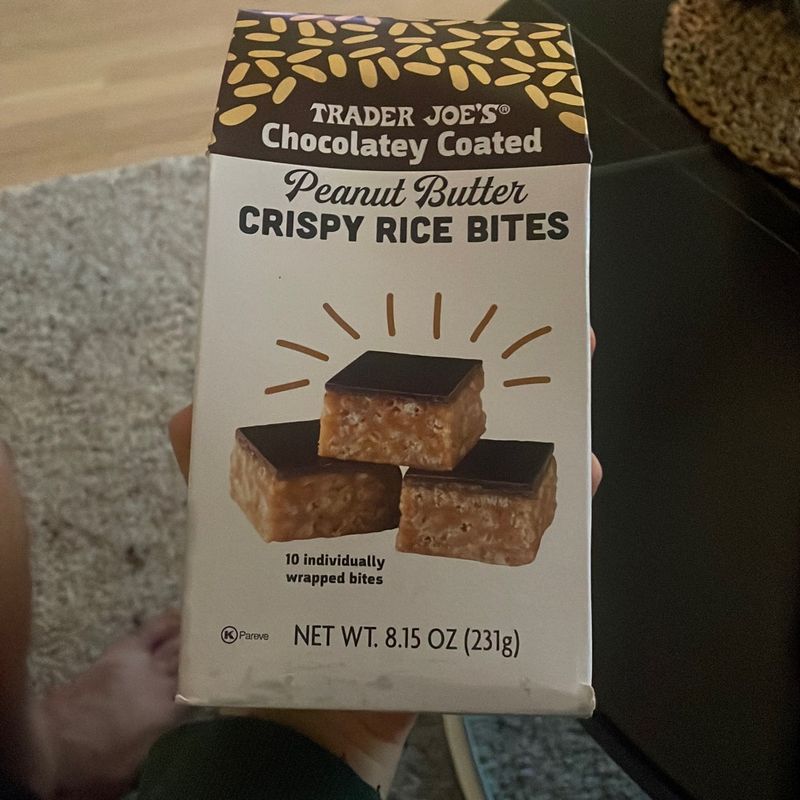 TRADER JOE'S®
Chocolatey Coated
Peanut Butter
CRISPY RICE BITES
10 individually
wrapped bites
K Pareve
NET WT. 8.15 OZ (231g)